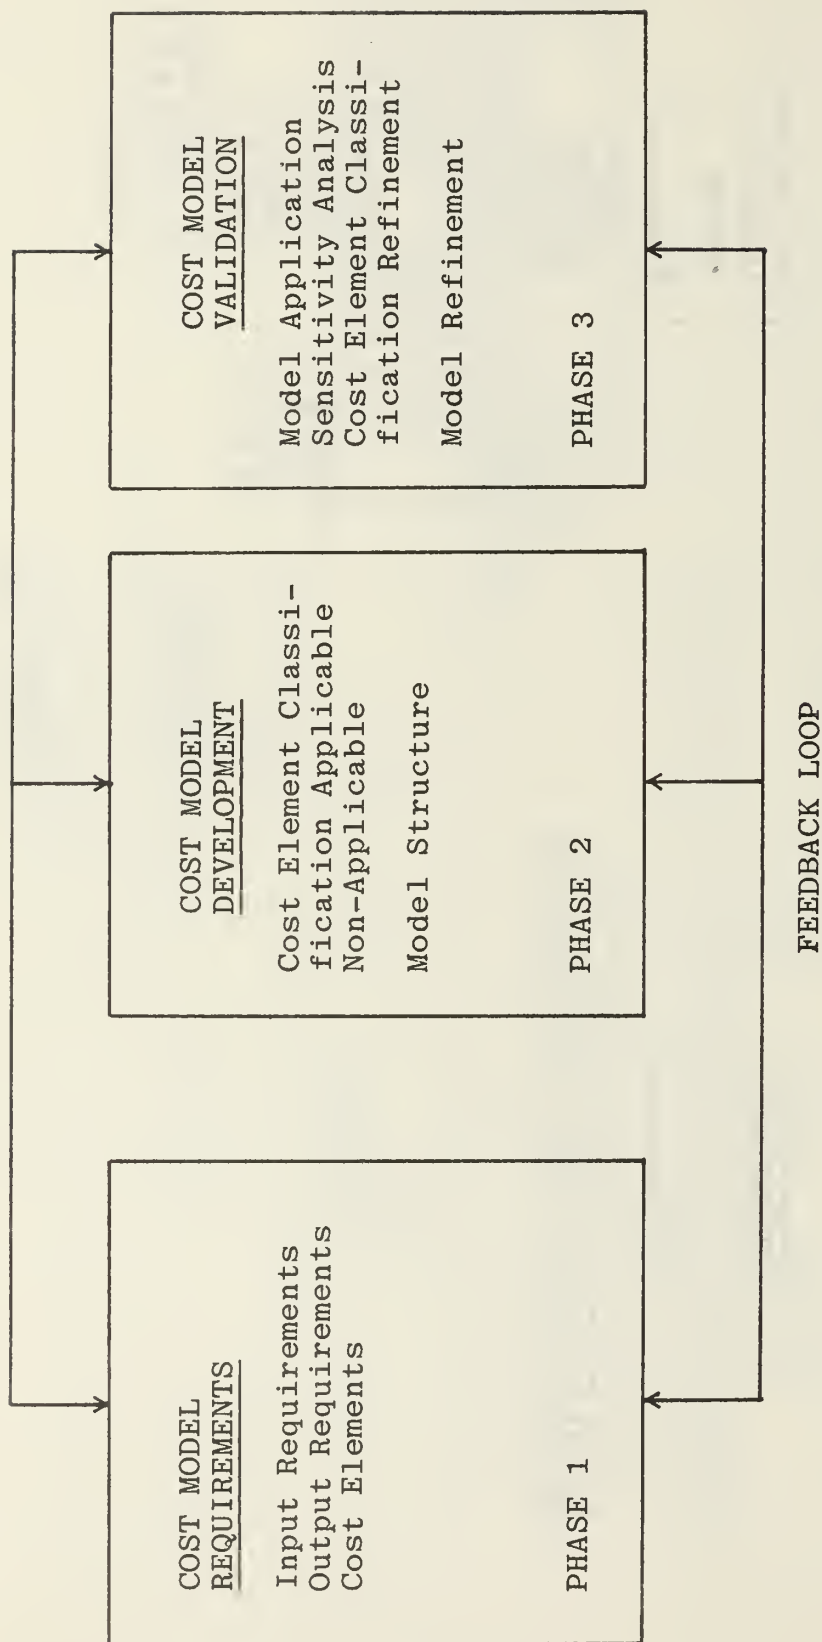 COST MODEL
REQUIREMENTS
Input Requirements
Output Requirements
Cost Elements
PHASE 1
COST MODEL
DEVELOPMENT
Cost Element Classi-
fication Applicable
Non-Applicable
Model Structure
PHASE 2
COST MODEL
VALIDATION
Model Application
Sensitivity Analysis
Cost Element Classi-
fication Refinement
Model Refinement
PHASE 3
FEEDBACK LOOP